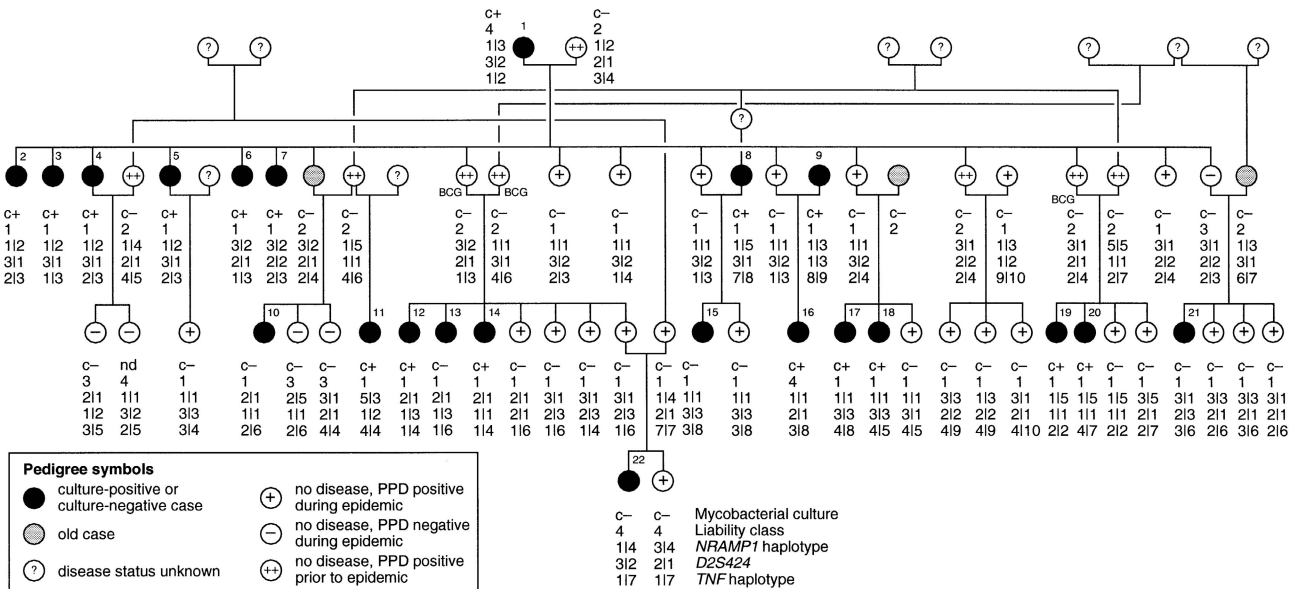 c+ 1 c−
4 2
? ? 1|3 ++ 1|2 ? ? ? ? ?
3|2 2|1
1|2 3|4
?
2 3 4 5 6 7 8 9
++ ? ++ ? ++ ++ + + + + + ++ + ++ ++ + −
BCG BCG BCG
c+ c+ c+ c− c+ c+ c+ c− c− c− c− c− c− c− c+ c− c+ c− c− c− c− c− c− c− c− c−
1 1 1 2 1 1 1 2 2 2 2 1 1 1 1 1 1 1 2 2 1 2 2 1 3 2
1|2 1|2 1|2 1|4 1|2 3|2 3|2 3|2 1|5 3|2 1|1 1|1 1|1 1|1 1|5 1|1 1|3 1|1 3|1 1|3 3|1 5|5 3|1 3|1 1|3
3|1 3|1 3|1 2|1 3|1 2|1 2|2 3|1 1|1 2|1 3|1 3|1 3|2 3|2 3|1 3|2 1|3 3|2 2|2 1|2 2|1 1|1 2|2 2|2 3|1
2|3 1|3 2|3 4|5 2|3 1|3 2|3 2|4 4|6 1|3 4|6 2|3 1|4 1|3 7|8 1|3 8|9 2|4 2|4 9|10 2|4 2|7 2|4 2|3 6|7
10 11 12 13 14 15 16 17 18 19 20 21
− − + − − + + + + + + + + + + + + + + +
c− nd c− c− c− c− c+ c+ c− c+ c− c− c− c− c− c− c− c+ c+ c+ c− c− c− c− c+ c+ c− c− c− c− c− c−
3 4 1 1 3 3 1 1 1 1 1 1 1 1 1 1 1 4 1 1 1 1 1 1 1 1 1 1 1 1 1 1
2|1 1|1 1|1 2|1 2|5 3|1 5|3 2|1 2|1 2|1 2|1 3|1 3|1 3|1 1|4 1|1 1|1 1|1 1|1 1|1 1|1 3|3 1|3 3|1 1|5 1|5 3|5 1|5 3|1 3|3 3|1 3|1
1|2 3|2 3|3 1|1 1|1 2|1 1|2 1|3 1|3 1|1 2|1 2|3 2|1 2|3 2|1 3|3 3|3 2|1 3|3 3|3 3|1 2|2 2|2 2|1 1|1 1|1 2|1 2|1 2|3 2|1 2|3 2|1
3|5 2|5 3|4 2|6 2|6 4|4 4|4 1|4 1|6 1|4 1|6 1|6 1|4 1|6 7|7 3|8 3|8 3|8 4|8 4|5 4|5 4|9 4|9 4|10 2|2 4|7 2|2 2|7 3|6 2|6 3|6 2|6
22
+
c− c− Mycobacterial culture
4 4 Liability class
1|4 3|4 NRAMP1 haplotype
3|2 2|1 D2S424
1|7 1|7 TNF haplotype
Pedigree symbols
culture-positive or
culture-negative case
old case
? disease status unknown
+ no disease, PPD positive
during epidemic
− no disease, PPD negative
during epidemic
++ no disease, PPD positive
prior to epidemic